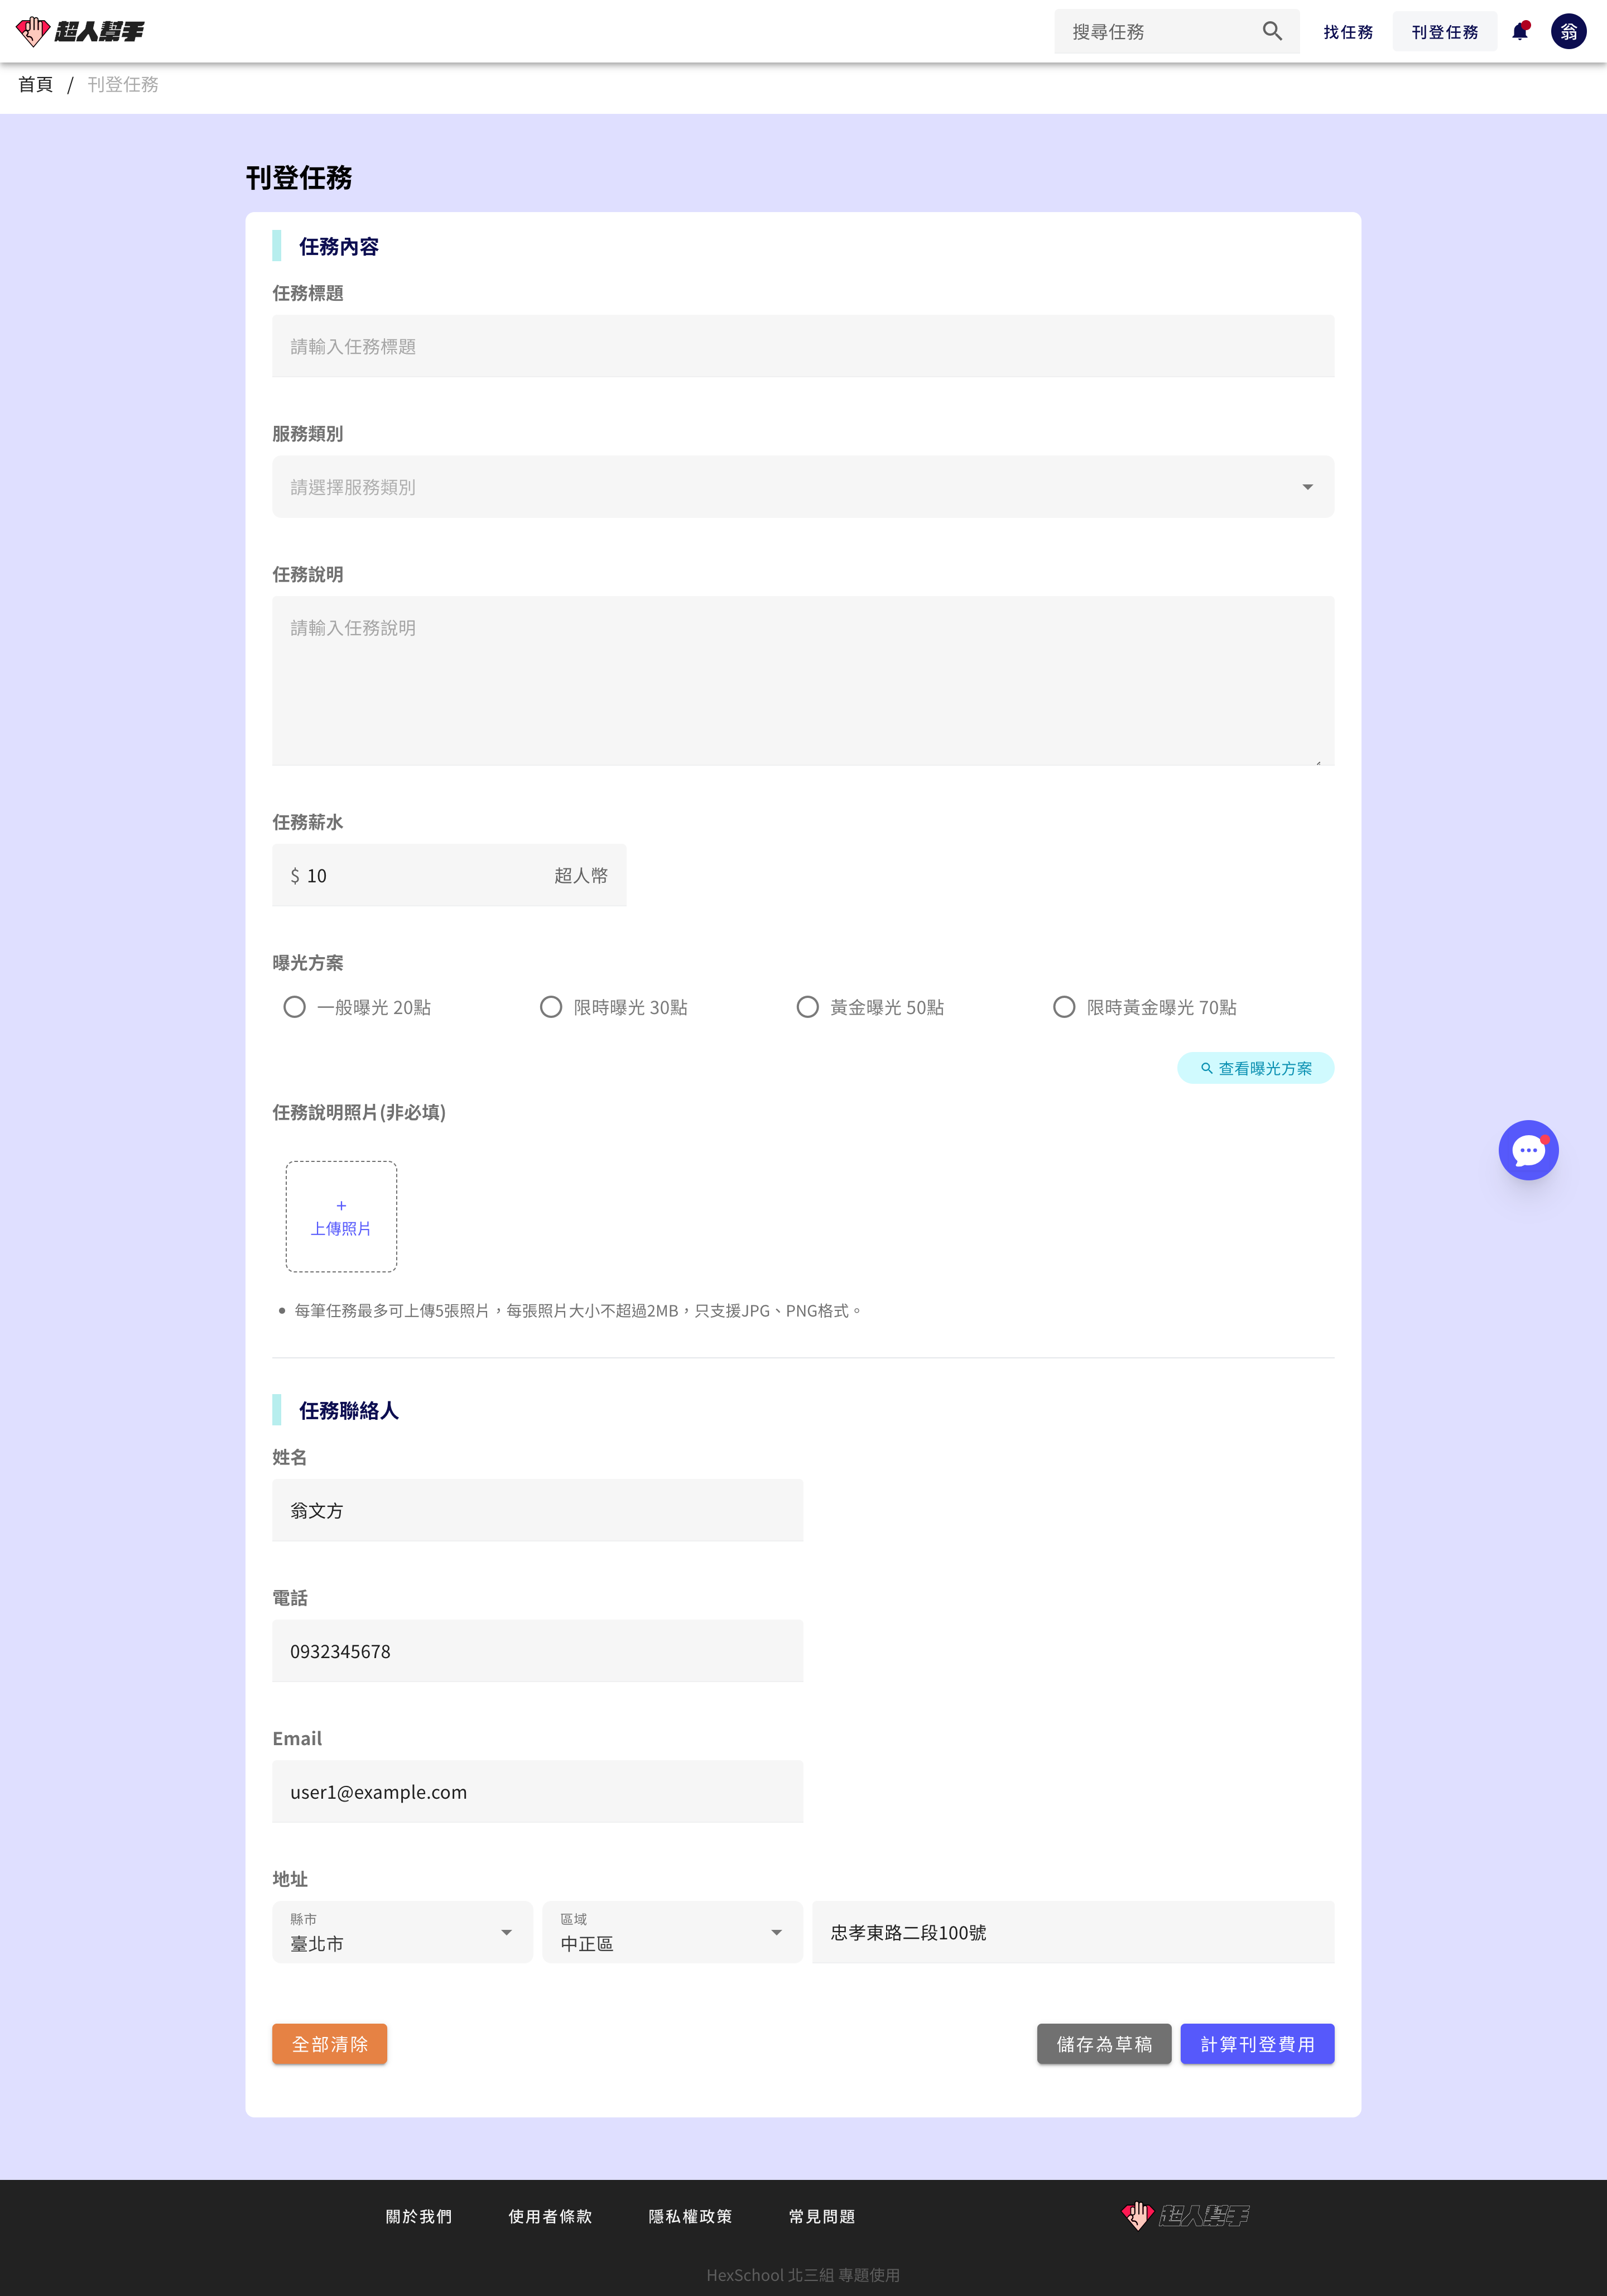 超人幫手
搜尋任務
找任務
刊登任務
翁
首頁 / 刊登任務
刊登任務
任務內容
任務標題
請輸入任務標題
服務類別
請選擇服務類別
任務說明
請輸入任務說明
任務薪水
$ 10 超人幣
曝光方案
一般曝光 20點
限時曝光 30點
黃金曝光 50點
限時黃金曝光 70點
查看曝光方案
任務說明照片(非必填)
+
上傳照片
• 每筆任務最多可上傳5張照片，每張照片大小不超過2MB，只支援JPG、PNG格式。
任務聯絡人
姓名
翁文方
電話
0932345678
Email
user1@example.com
地址
縣市
臺北市
區域
中正區
忠孝東路二段100號
全部清除
儲存為草稿
計算刊登費用
關於我們
使用者條款
隱私權政策
常見問題
超人幫手
HexSchool 北三組 專題使用